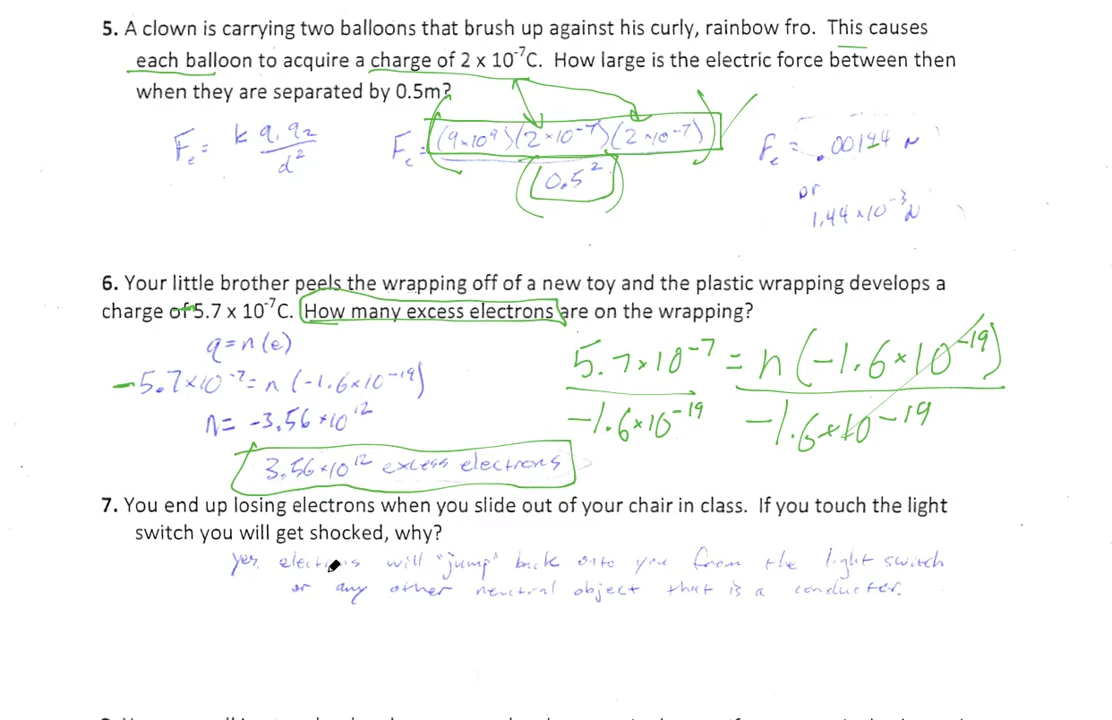 5. A clown is carrying two balloons that brush up against his curly, rainbow fro. This causes
each balloon to acquire a charge of 2 x 10⁻⁷C. How large is the electric force between then
when they are separated by 0.5m?
Fe = k q₁ q₂ / d² Fe = (9×10⁹)(2×10⁻⁷)(2×10⁻⁷) / 0.5² Fe = .00144 N
or
1.44 x10⁻³ N
6. Your little brother peels the wrapping off of a new toy and the plastic wrapping develops a
charge of 5.7 x 10⁻⁷C. How many excess electrons are on the wrapping?
q = n(e)
-5.7×10⁻⁷ = n (-1.6×10⁻¹⁹) 5.7×10⁻⁷ / -1.6×10⁻¹⁹ = n(-1.6×10⁻¹⁹) / -1.6×10⁻¹⁹
n = -3.56 ×10¹²
3.56×10¹² excess electrons
7. You end up losing electrons when you slide out of your chair in class. If you touch the light
switch you will get shocked, why?
yes, electrons will "jump" back onto you from the light switch
or any other neutral object that is a conductor.